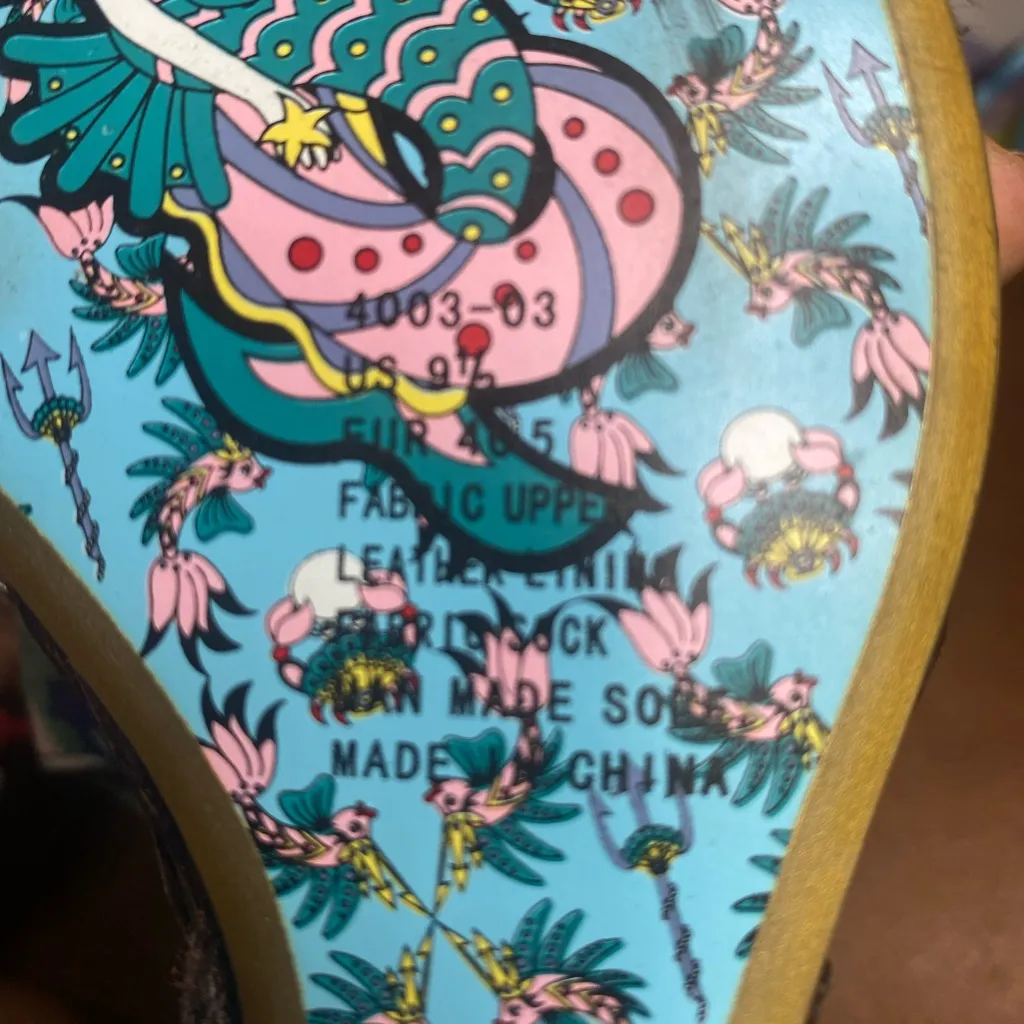 4003-03
US 9½
EUR 40.5
FABRIC UPPER
LEATHER LINING
FABRIC SOCK
MAN MADE SOLE
MADE IN CHINA